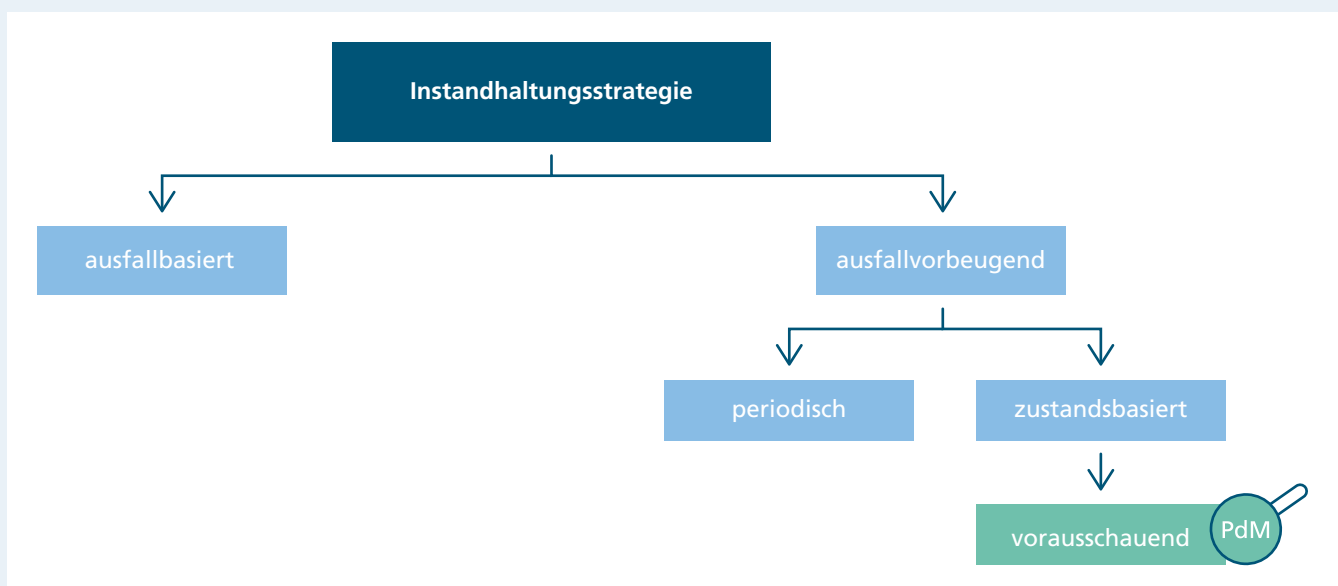 Instandhaltungsstrategie
ausfallbasiert
ausfallvorbeugend
periodisch
zustandsbasiert
vorausschauend
PdM